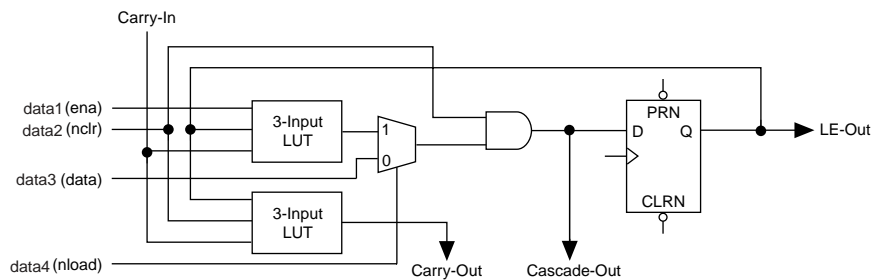 Carry-In
data1 (ena)
data2 (nclr)
3-Input
LUT
1
0
PRN
D
Q
CLRN
LE-Out
data3 (data)
3-Input
LUT
data4 (nload)
Carry-Out
Cascade-Out